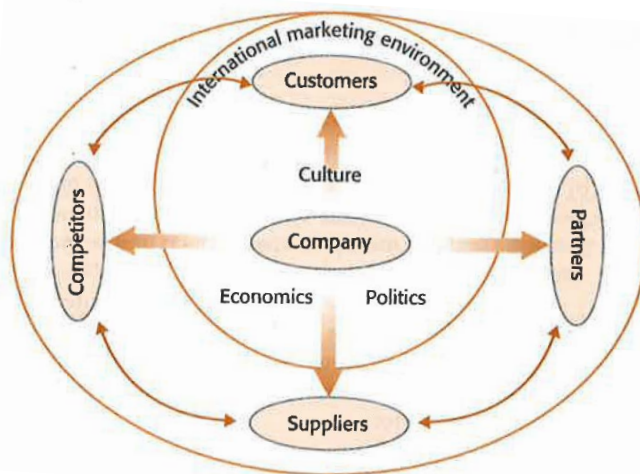 International marketing environment
Customers
Culture
Competitors
Company
Partners
Economics
Politics
Suppliers